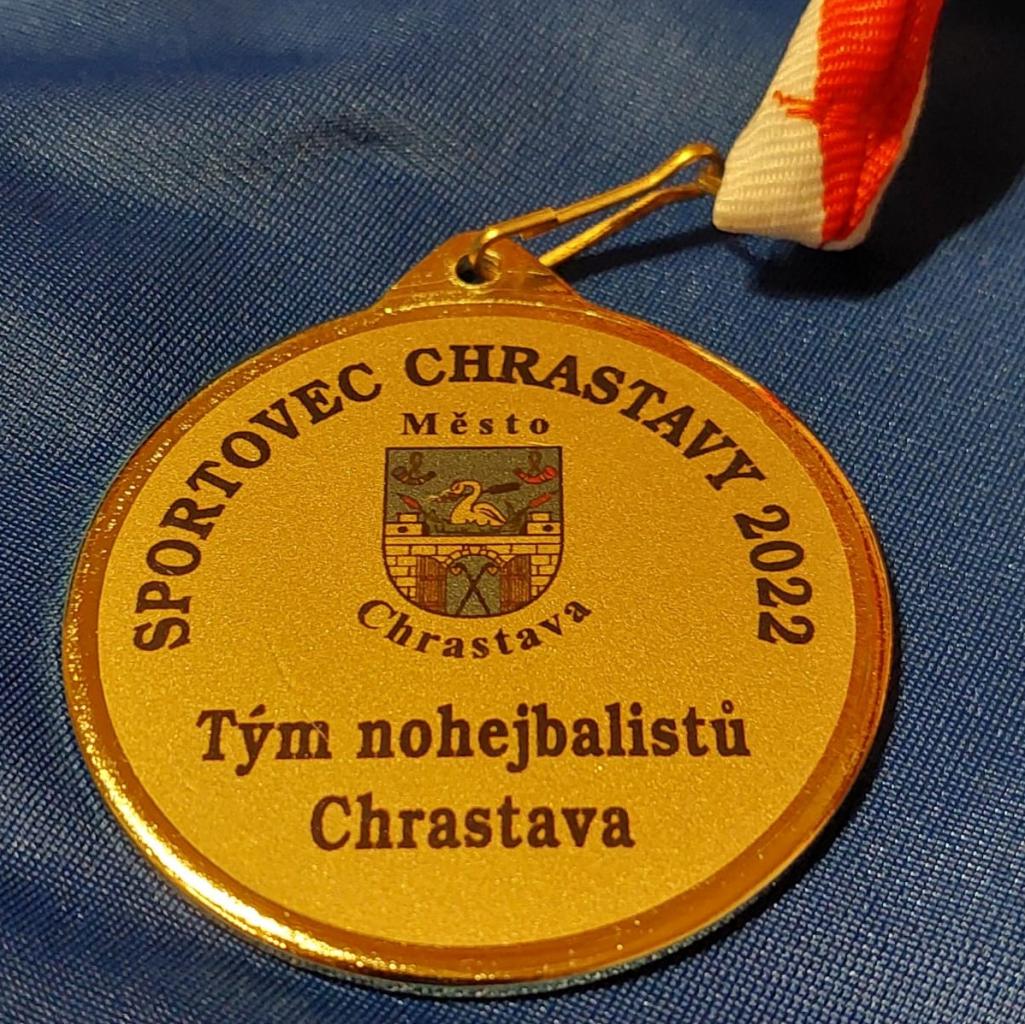 SPORTOVEC CHRASTAVY 2022
Město
Chrastava
Tým nohejbalistů
Chrastava